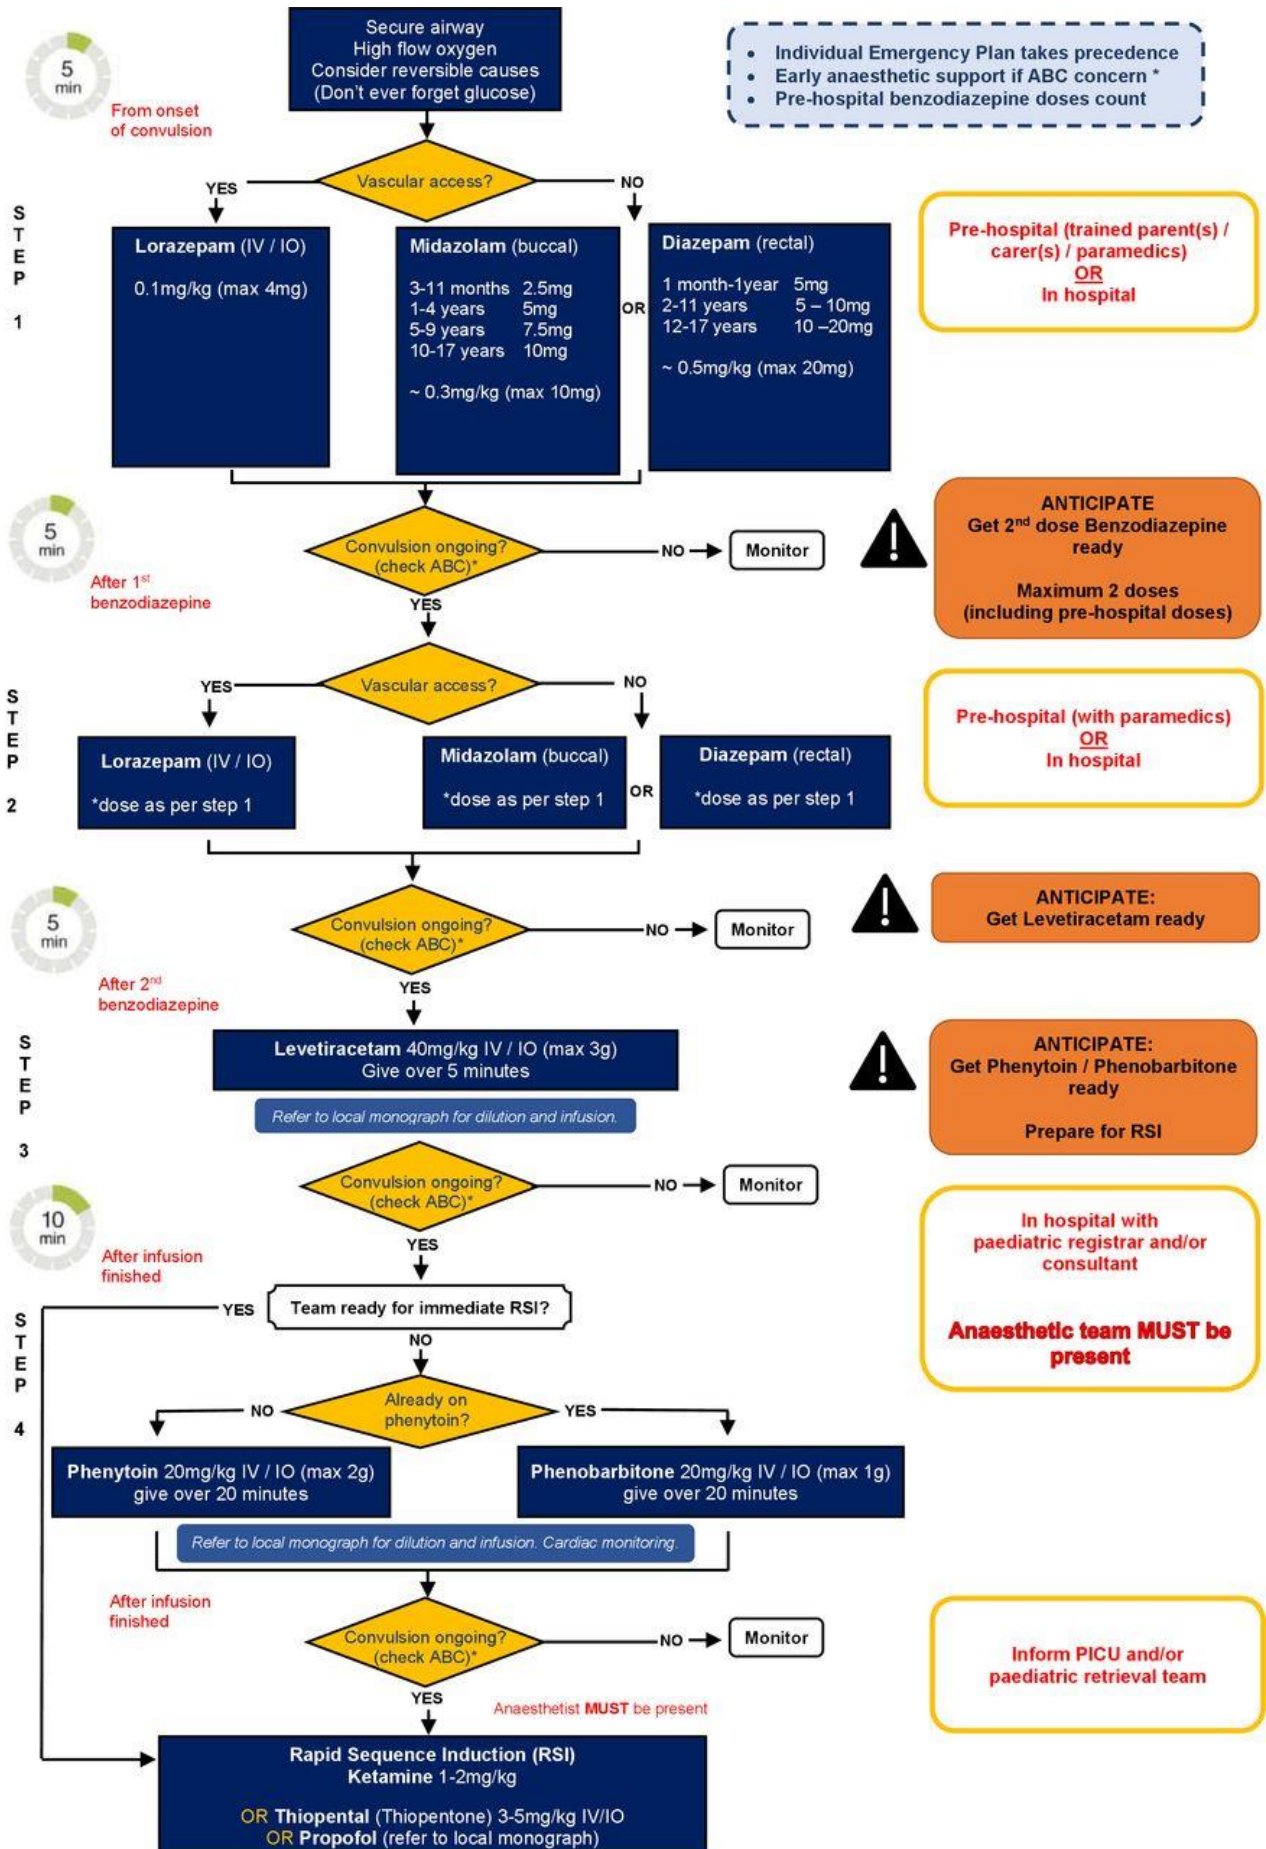 5
min
From onset
of convulsion
Secure airway
High flow oxygen
Consider reversible causes
(Don't ever forget glucose)
• Individual Emergency Plan takes precedence
• Early anaesthetic support if ABC concern *
• Pre-hospital benzodiazepine doses count
Vascular access?
YES
NO
STEP 1
Lorazepam (IV / IO)
0.1mg/kg (max 4mg)
Midazolam (buccal)
3-11 months 2.5mg
1-4 years 5mg
5-9 years 7.5mg
10-17 years 10mg
~ 0.3mg/kg (max 10mg)
OR
Diazepam (rectal)
1 month-1year 5mg
2-11 years 5 – 10mg
12-17 years 10 –20mg
~ 0.5mg/kg (max 20mg)
Pre-hospital (trained parent(s) /
carer(s) / paramedics)
OR
In hospital
5
min
After 1st
benzodiazepine
Convulsion ongoing?
(check ABC)*
NO
Monitor
YES
ANTICIPATE
Get 2nd dose Benzodiazepine
ready
Maximum 2 doses
(including pre-hospital doses)
Vascular access?
YES
NO
STEP 2
Lorazepam (IV / IO)
*dose as per step 1
Midazolam (buccal)
*dose as per step 1
OR
Diazepam (rectal)
*dose as per step 1
Pre-hospital (with paramedics)
OR
In hospital
5
min
After 2nd
benzodiazepine
Convulsion ongoing?
(check ABC)*
NO
Monitor
YES
ANTICIPATE:
Get Levetiracetam ready
STEP 3
Levetiracetam 40mg/kg IV / IO (max 3g)
Give over 5 minutes
Refer to local monograph for dilution and infusion.
ANTICIPATE:
Get Phenytoin / Phenobarbitone
ready
Prepare for RSI
10
min
After infusion
finished
Convulsion ongoing?
(check ABC)*
NO
Monitor
YES
In hospital with
paediatric registrar and/or
consultant
Anaesthetic team MUST be
present
STEP 4
YES
Team ready for immediate RSI?
NO
Already on
phenytoin?
NO
YES
Phenytoin 20mg/kg IV / IO (max 2g)
give over 20 minutes
Phenobarbitone 20mg/kg IV / IO (max 1g)
give over 20 minutes
Refer to local monograph for dilution and infusion. Cardiac monitoring.
After infusion
finished
Convulsion ongoing?
(check ABC)*
NO
Monitor
YES
Anaesthetist MUST be present
Inform PICU and/or
paediatric retrieval team
Rapid Sequence Induction (RSI)
Ketamine 1-2mg/kg
OR Thiopental (Thiopentone) 3-5mg/kg IV/IO
OR Propofol (refer to local monograph)